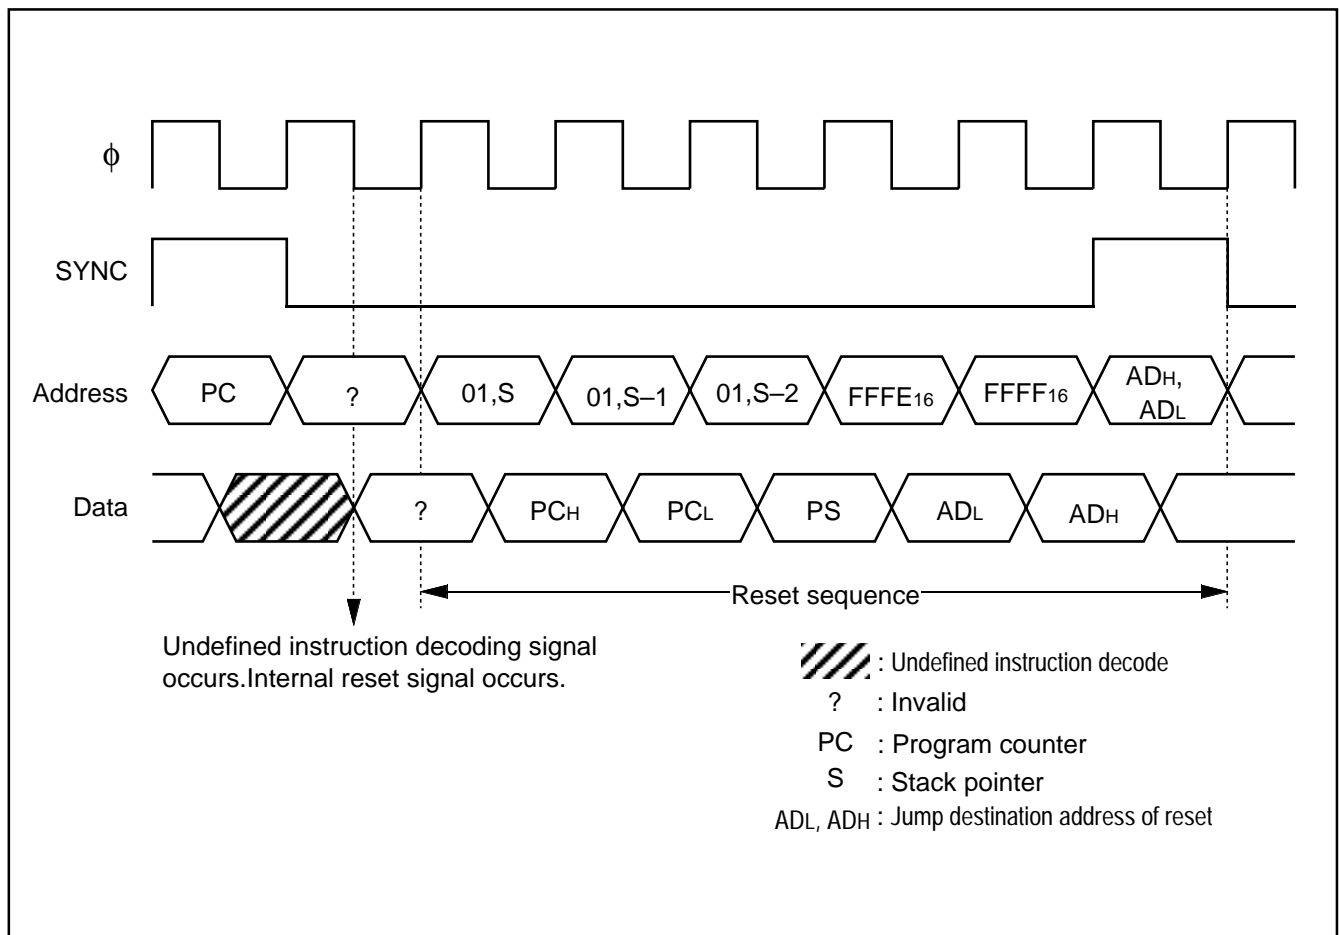 ϕ
SYNC
Address PC ? 01,S 01,S–1 01,S–2 FFFE16 FFFF16 ADH,
ADL
Data ? PCH PCL PS ADL ADH
Reset sequence
Undefined instruction decoding signal
occurs.Internal reset signal occurs.
: Undefined instruction decode
? : Invalid
PC : Program counter
S : Stack pointer
ADL, ADH : Jump destination address of reset